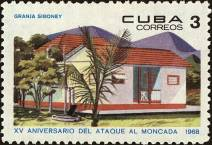 GRANJA SIBONEY
CUBA 3
CORREOS
XV ANIVERSARIO DEL ATAQUE AL MONCADA 1968